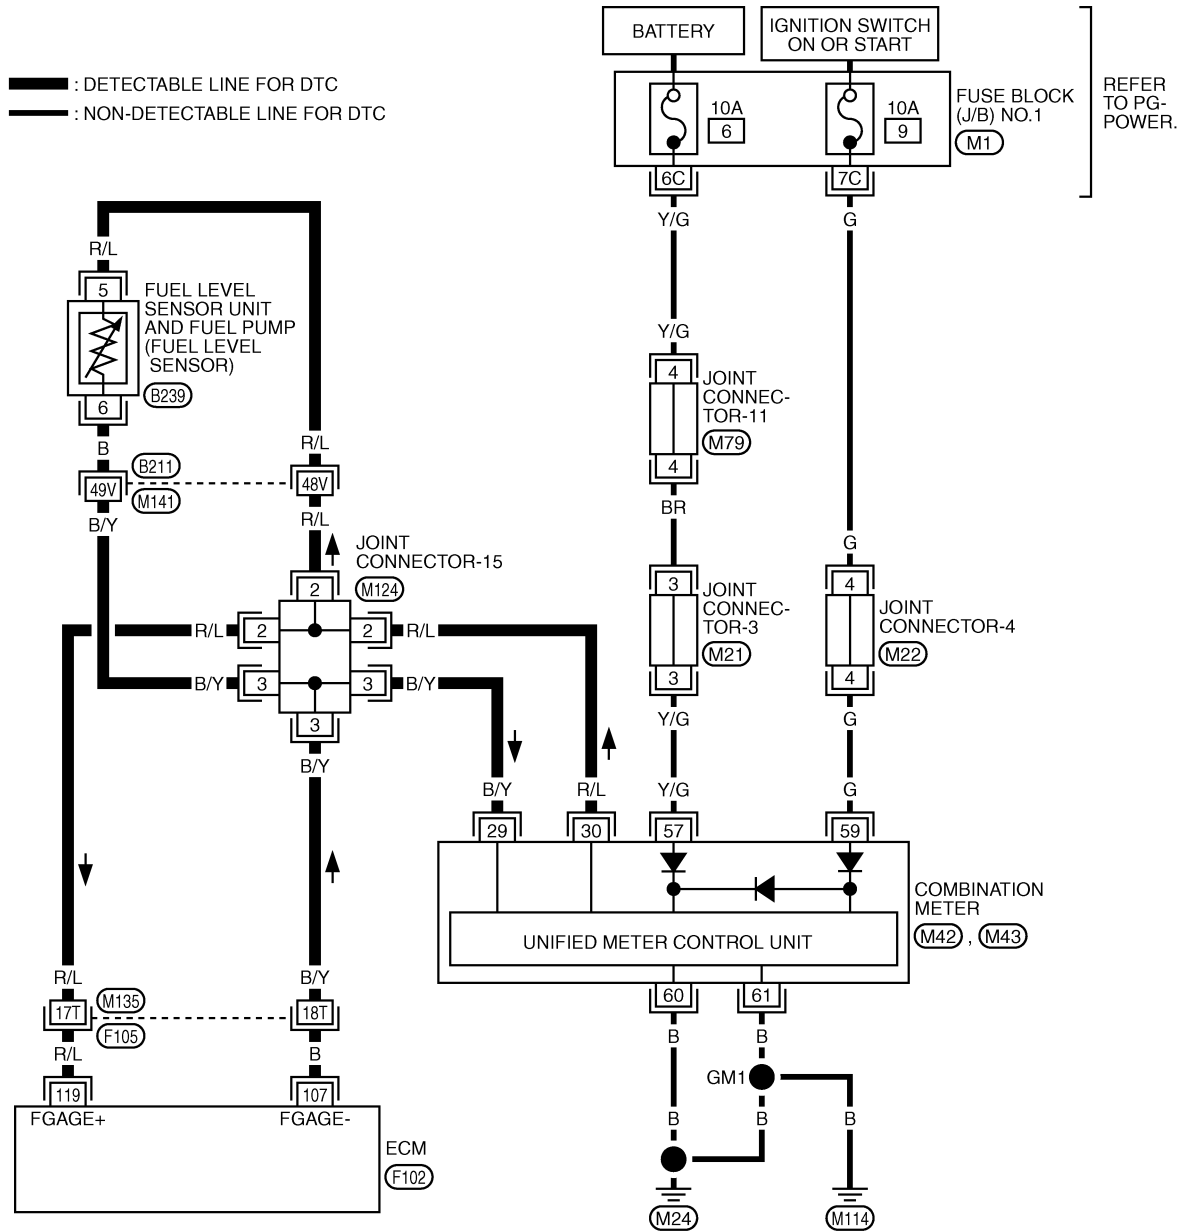 BATTERY
IGNITION SWITCH
ON OR START
: DETECTABLE LINE FOR DTC
: NON-DETECTABLE LINE FOR DTC
10A
6
10A
9
FUSE BLOCK
(J/B) NO.1
M1
REFER
TO PG-
POWER.
6C
7C
Y/G
G
R/L
5
FUEL LEVEL
SENSOR UNIT
AND FUEL PUMP
(FUEL LEVEL
SENSOR)
B239
6
B
B211
49V
M141
B/Y
R/L
48V
R/L
Y/G
4
JOINT
CONNEC-
TOR-11
M79
4
BR
G
JOINT
CONNECTOR-15
M124
2
R/L
2
2
R/L
B/Y
3
3
B/Y
3
B/Y
3
JOINT
CONNEC-
TOR-3
M21
3
Y/G
4
JOINT
CONNECTOR-4
M22
4
G
B/Y
R/L
Y/G
G
29
30
57
59
COMBINATION
METER
M42 , M43
UNIFIED METER CONTROL UNIT
60
61
R/L
B/Y
17T
M135
F105
18T
R/L
B
119
107
FGAGE+
FGAGE-
ECM
F102
B
B
GM1
B
B
B
M24
M114